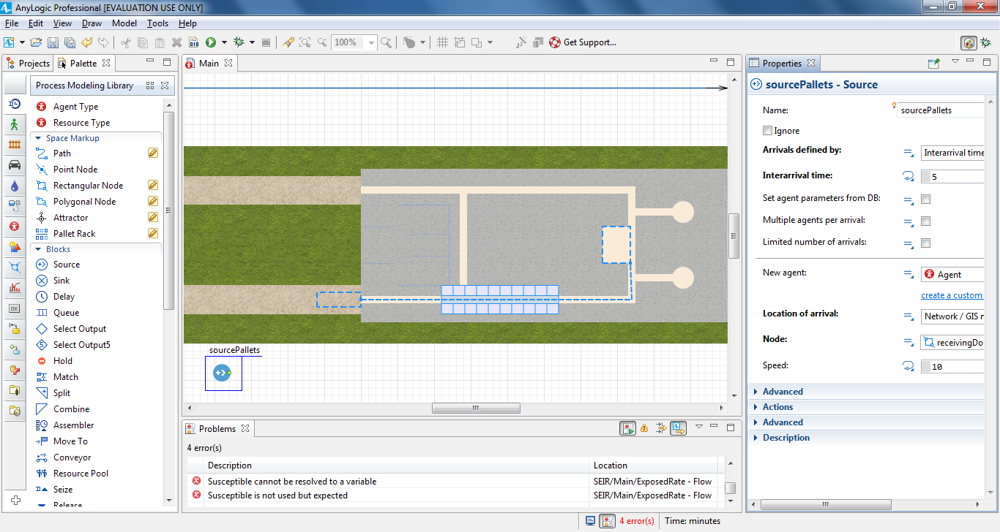 AnyLogic Professional [EVALUATION USE ONLY]
File Edit View Draw Model Tools Help
100% Get Support...
Projects Palette
Process Modeling Library
Agent Type
Resource Type
Space Markup
Path
Point Node
Rectangular Node
Polygonal Node
Attractor
Pallet Rack
Blocks
Source
Sink
Delay
Queue
Select Output
Select Output5
Hold
Match
Split
Combine
Assembler
Move To
Conveyor
Resource Pool
Seize
Release
Main
sourcePallets
Problems
4 error(s)
Description Location
Susceptible cannot be resolved to a variable SEIR/Main/ExposedRate - Flow
Susceptible is not used but expected SEIR/Main/ExposedRate - Flow
Properties
sourcePallets - Source
Name: sourcePallets
Ignore
Arrivals defined by: Interarrival time
Interarrival time: 5
Set agent parameters from DB:
Multiple agents per arrival:
Limited number of arrivals:
New agent: Agent
create a custom
Location of arrival: Network / GIS
Node: receivingDo
Speed: 10
Advanced
Actions
Advanced
Description
4 error(s) Time: minutes